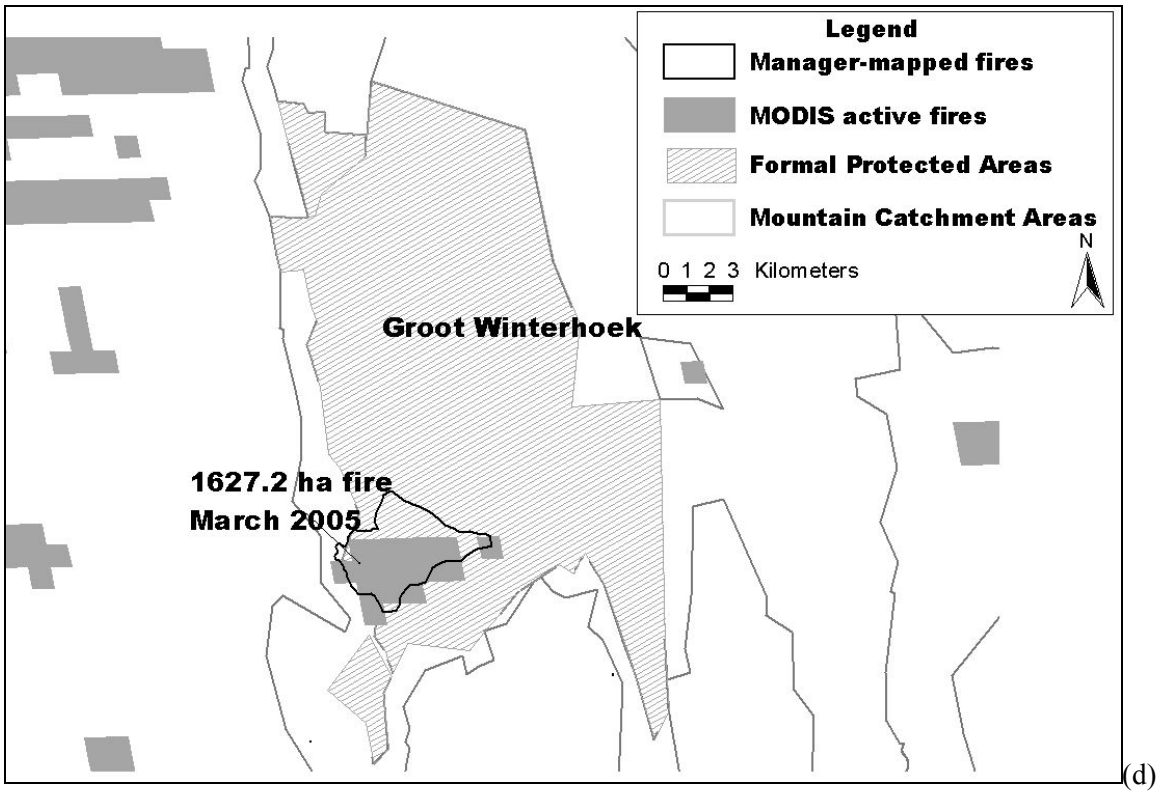 Legend
Manager-mapped fires
MODIS active fires
Formal Protected Areas
Mountain Catchment Areas
N
0 1 2 3 Kilometers
Groot Winterhoek
1627.2 ha fire
March 2005
(d)